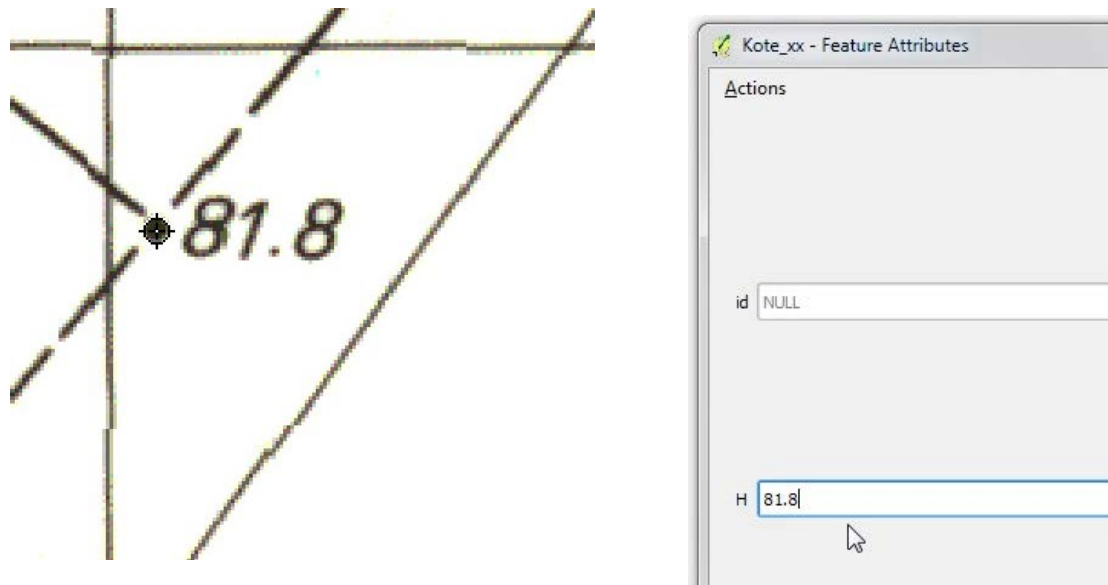 81.8
Kote_xx - Feature Attributes
Actions
id NULL
H 81.8